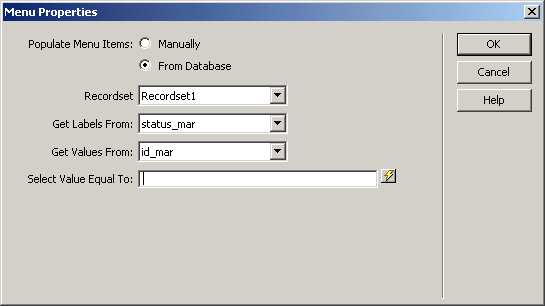 Menu Properties
Populate Menu Items: Manually
From Database
Recordset Recordset1
Get Labels From: status_mar
Get Values From: id_mar
Select Value Equal To:
OK
Cancel
Help